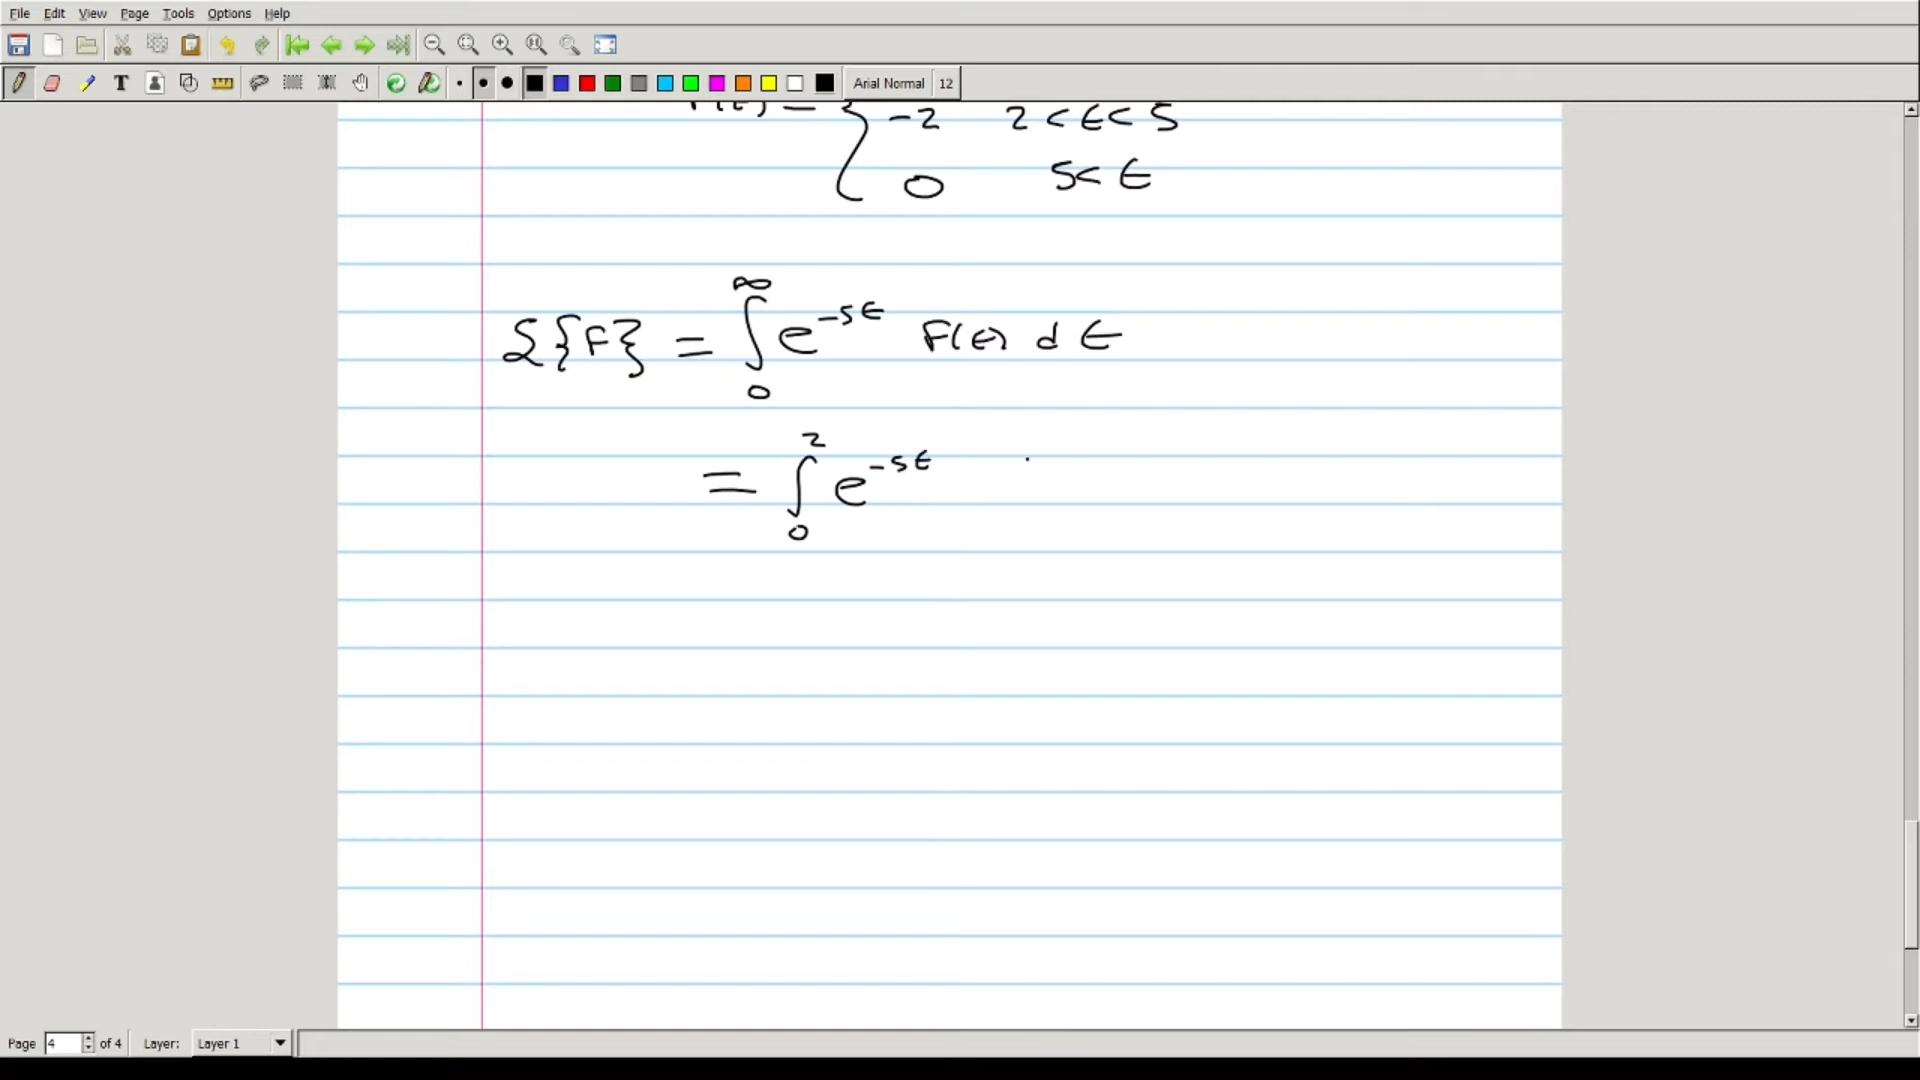 File Edit View Page Tools Options Help
T Arial Normal 12
F(t) = { -2 2 < t < 5
0 5 < t
ℒ{F} = ∫₀^∞ e^{-st} F(t) dt
= ∫₀² e^{-st}
Page 4 of 4 Layer: Layer 1